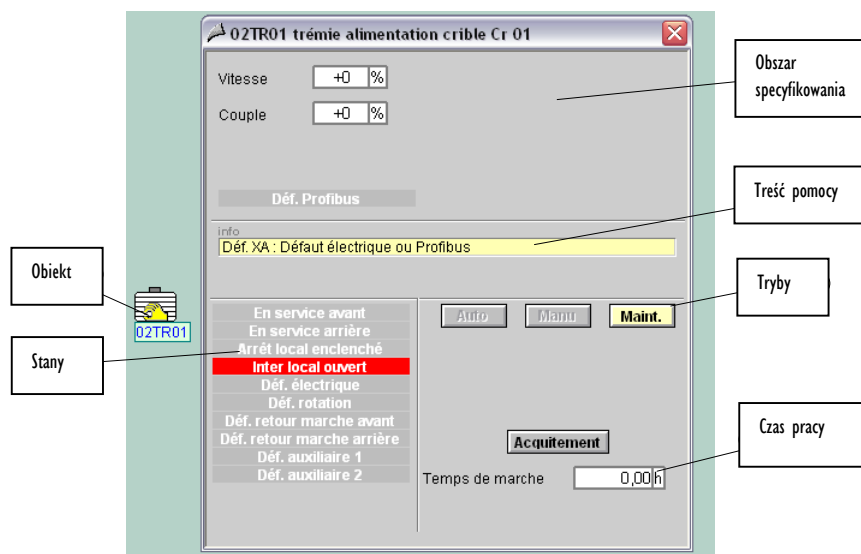 02TR01 trémie alimentation crible Cr 01
Vitesse +0 %
Couple +0 %
Déf. Profibus
info
Déf. XA : Défaut électrique ou Profibus
En service avant
En service arrière
Arrêt local enclenché
Inter local ouvert
Déf. électrique
Déf. rotation
Déf. retour marche avant
Déf. retour marche arrière
Déf. auxiliaire 1
Déf. auxiliaire 2
Auto Manu Maint.
Acquitement
Temps de marche 0,00 h
Obiekt
02TR01
Stany
Obszar
specyfikowania
Treść pomocy
Tryby )
Czas pracy